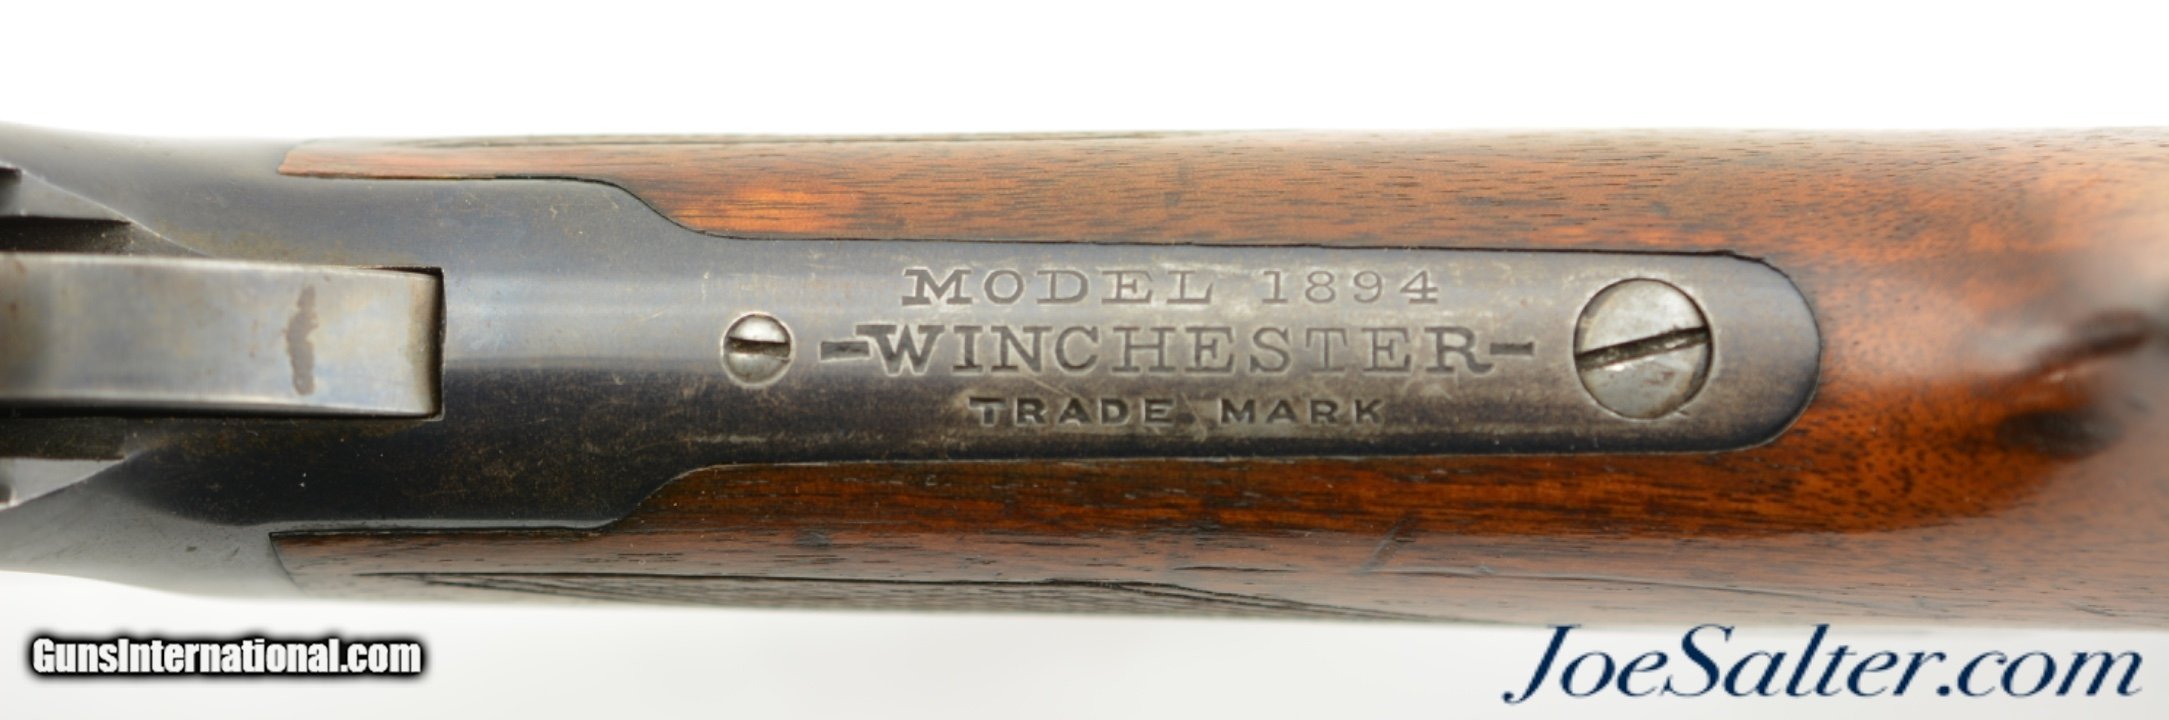 MODEL 1894
-WINCHESTER-
TRADE MARK
GunsInternational.com
JoeSalter.com